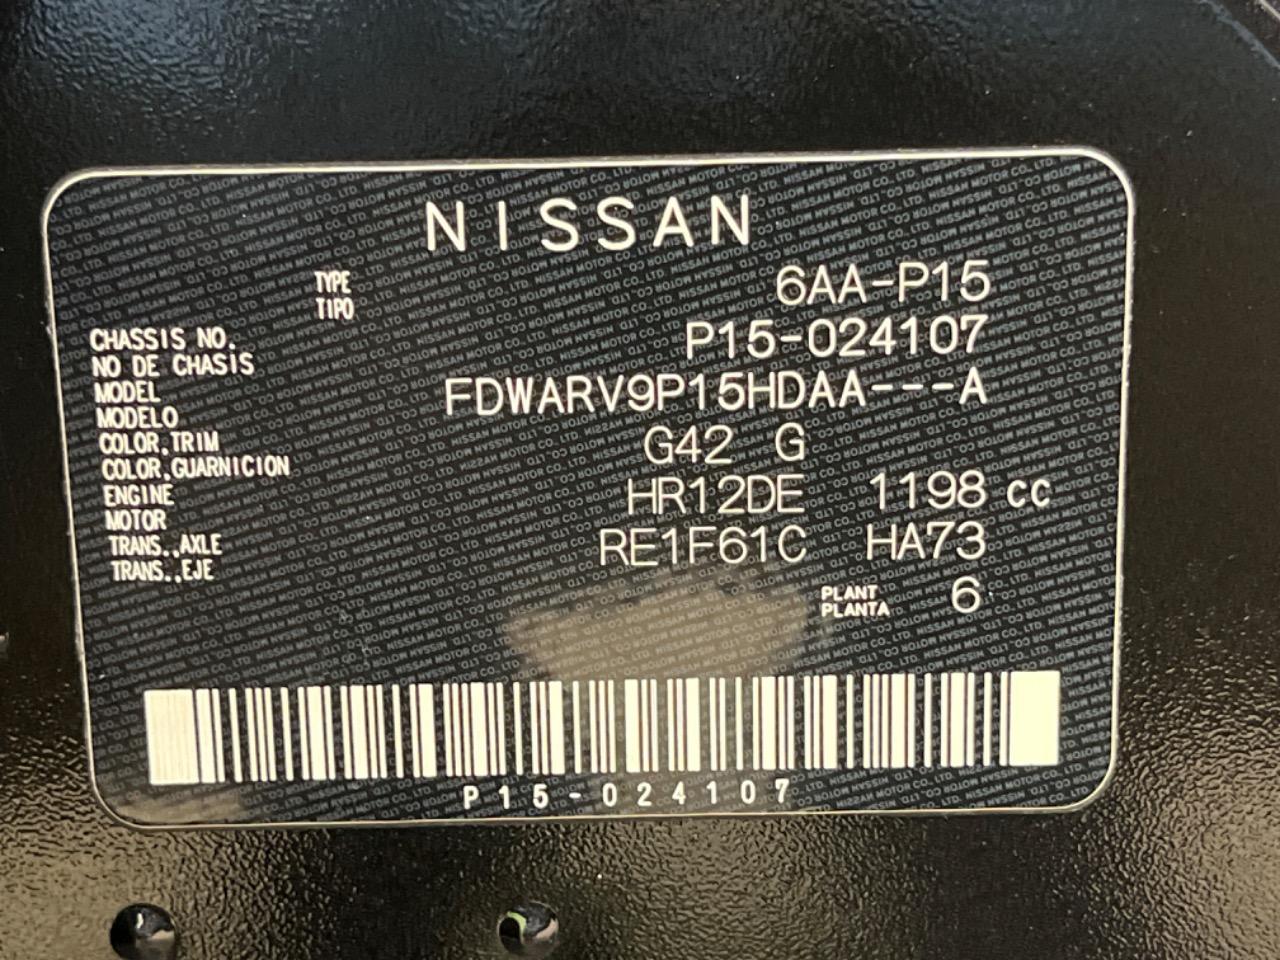 NISSAN
TYPE 6AA-P15
TIPO
CHASSIS NO. P15-024107
NO DE CHASIS
MODEL FDWARV9P15HDAA---A
MODELO
COLOR,TRIM G42 G
COLOR,GUARNICION
ENGINE HR12DE 1198 cc
MOTOR
TRANS.,AXLE RE1F61C HA73
TRANS.,EJE
PLANT 6
PLANTA
P15-024107